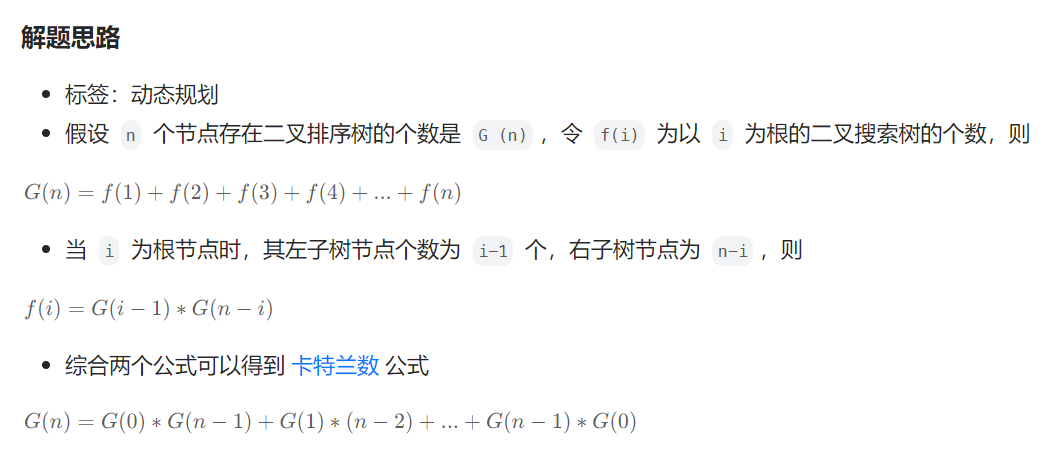 解题思路
• 标签：动态规划
• 假设 n 个节点存在二叉排序树的个数是 G (n) ，令 f(i) 为以 i 为根的二叉搜索树的个数，则
G(n) = f(1) + f(2) + f(3) + f(4) + ... + f(n)
• 当 i 为根节点时，其左子树节点个数为 i-1 个，右子树节点为 n-i ，则
f(i) = G(i − 1) ∗ G(n − i)
• 综合两个公式可以得到 卡特兰数 公式
G(n) = G(0) ∗ G(n − 1) + G(1) ∗ (n − 2) + ... + G(n − 1) ∗ G(0)